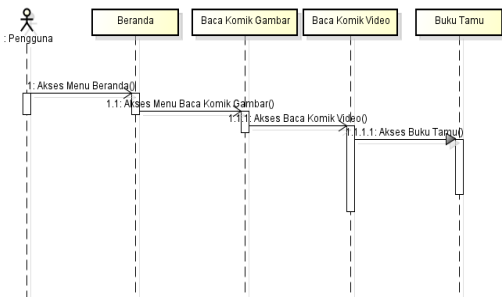 Beranda
Baca Komik Gambar
Baca Komik Video
Buku Tamu
: Pengguna
1: Akses Menu Beranda()
1.1: Akses Menu Baca Komik Gambar()
1.1.1: Akses Baca Komik Video()
1.1.1.1: Akses Buku Tamu()